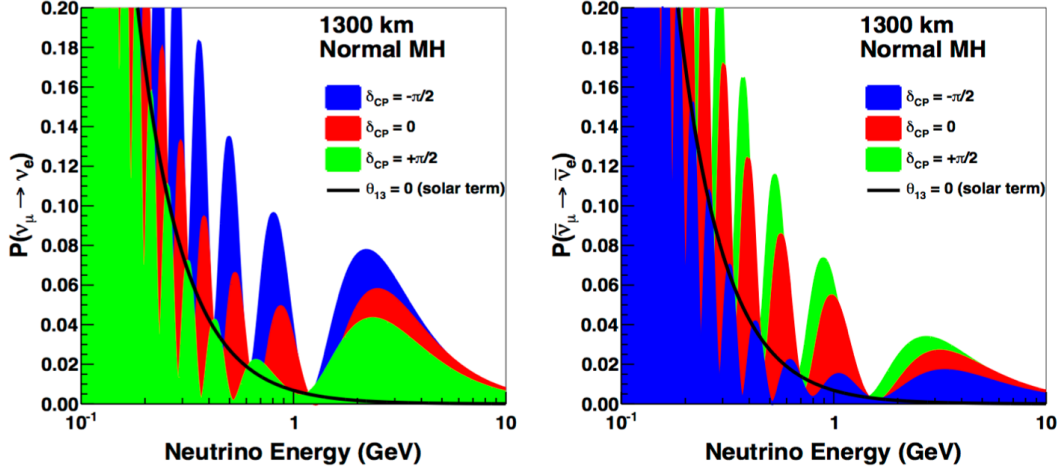 1300 km
Normal MH
δCP = -π/2
δCP = 0
δCP = +π/2
θ13 = 0 (solar term)
P(νμ → νe)
0.20
0.18
0.16
0.14
0.12
0.10
0.08
0.06
0.04
0.02
0.00
10⁻¹
1
10
Neutrino Energy (GeV)
1300 km
Normal MH
δCP = -π/2
δCP = 0
δCP = +π/2
θ13 = 0 (solar term)
P(ν̄μ → ν̄e)
0.20
0.18
0.16
0.14
0.12
0.10
0.08
0.06
0.04
0.02
0.00
10⁻¹
1
10
Neutrino Energy (GeV)